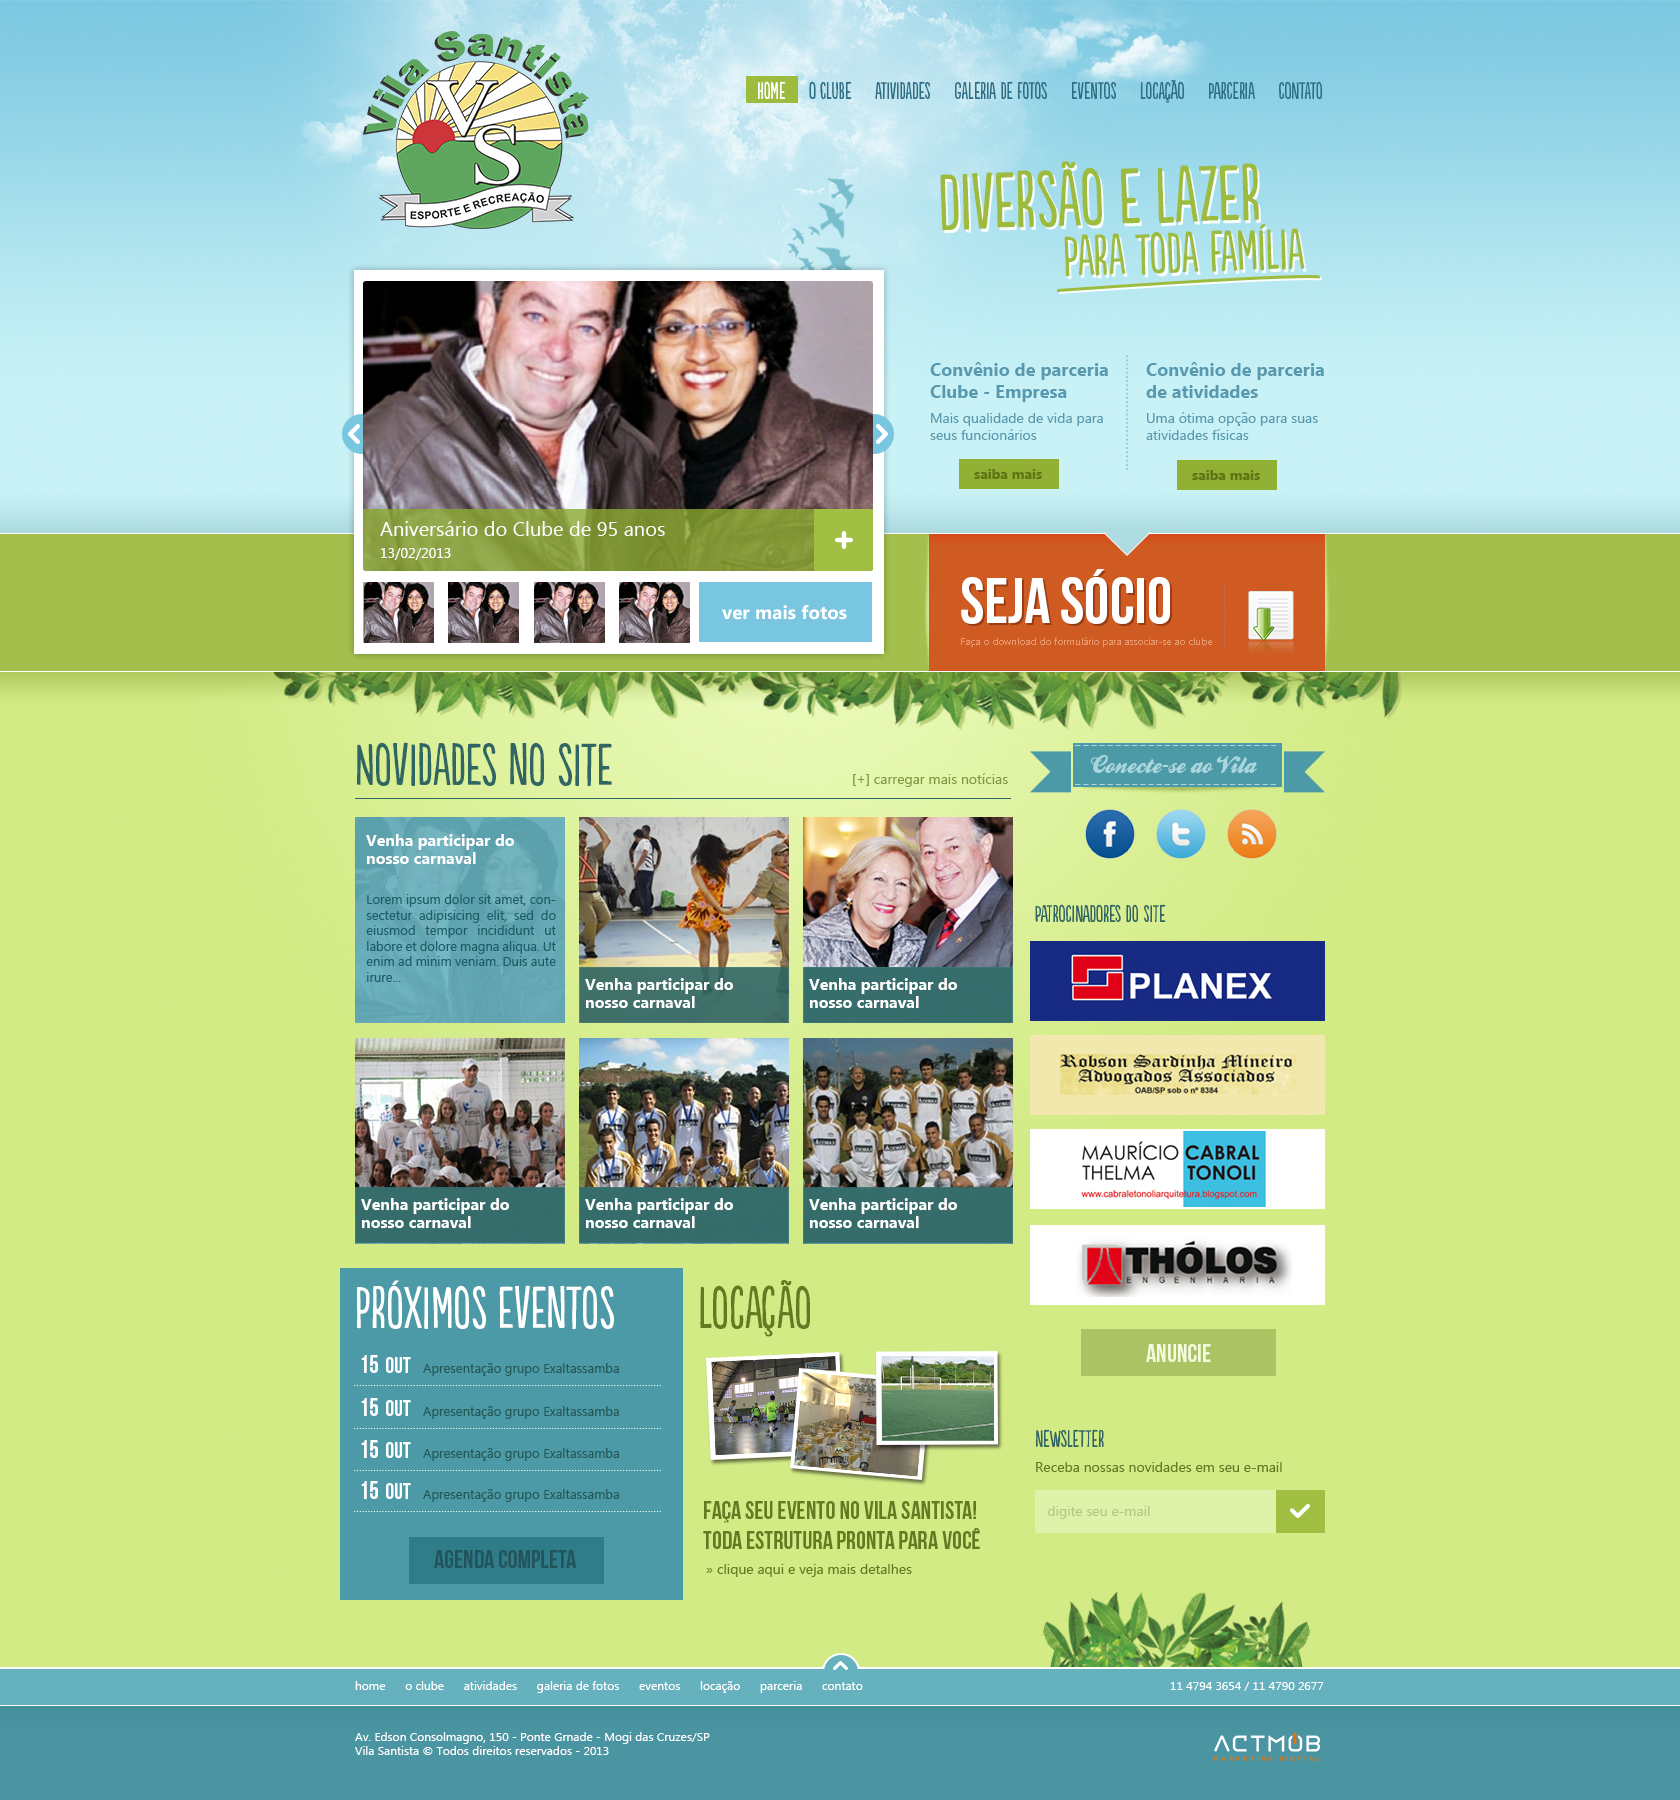 Vila Santista
VS
ESPORTE E RECREAÇÃO
HOME
O CLUBE
ATIVIDADES
GALERIA DE FOTOS
EVENTOS
LOCAÇÃO
PARCERIA
CONTATO
DIVERSÃO E LAZER
PARA TODA FAMÍLIA
Aniversário do Clube de 95 anos
13/02/2013
ver mais fotos
Convênio de parceria
Clube - Empresa
Mais qualidade de vida para
seus funcionários
saiba mais
Convênio de parceria
de atividades
Uma ótima opção para suas
atividades físicas
saiba mais
SEJA SÓCIO
Faça o download do formulário para associar-se ao clube
NOVIDADES NO SITE
[+] carregar mais notícias
Venha participar do
nosso carnaval
Lorem ipsum dolor sit amet, con-
sectetur adipisicing elit, sed do
eiusmod tempor incididunt ut
labore et dolore magna aliqua. Ut
enim ad minim veniam. Duis aute
irure...
Venha participar do
nosso carnaval
Venha participar do
nosso carnaval
Venha participar do
nosso carnaval
Venha participar do
nosso carnaval
Venha participar do
nosso carnaval
Conecte-se ao Vila
PATROCINADORES DO SITE
PLANEX
Robson Sardinha Mineiro
Advogados Associados
OAB/SP sob o nº 8384
MAURÍCIO CABRAL
THELMA TONOLI
www.cabraletonoliarquitetura.blogspot.com
THÓLOS
ENGENHARIA
ANUNCIE
PRÓXIMOS EVENTOS
15 OUT Apresentação grupo Exaltassamba
15 OUT Apresentação grupo Exaltassamba
15 OUT Apresentação grupo Exaltassamba
15 OUT Apresentação grupo Exaltassamba
AGENDA COMPLETA
LOCAÇÃO
FAÇA SEU EVENTO NO VILA SANTISTA!
TODA ESTRUTURA PRONTA PARA VOCÊ
» clique aqui e veja mais detalhes
NEWSLETTER
Receba nossas novidades em seu e-mail
digite seu e-mail
home
o clube
atividades
galeria de fotos
eventos
locação
parceria
contato
11 4794 3654 / 11 4790 2677
Av. Edson Consolmagno, 150 - Ponte Grnade - Mogi das Cruzes/SP
Vila Santista © Todos direitos reservados - 2013
ACTMOB
MARKETING DIGITAL